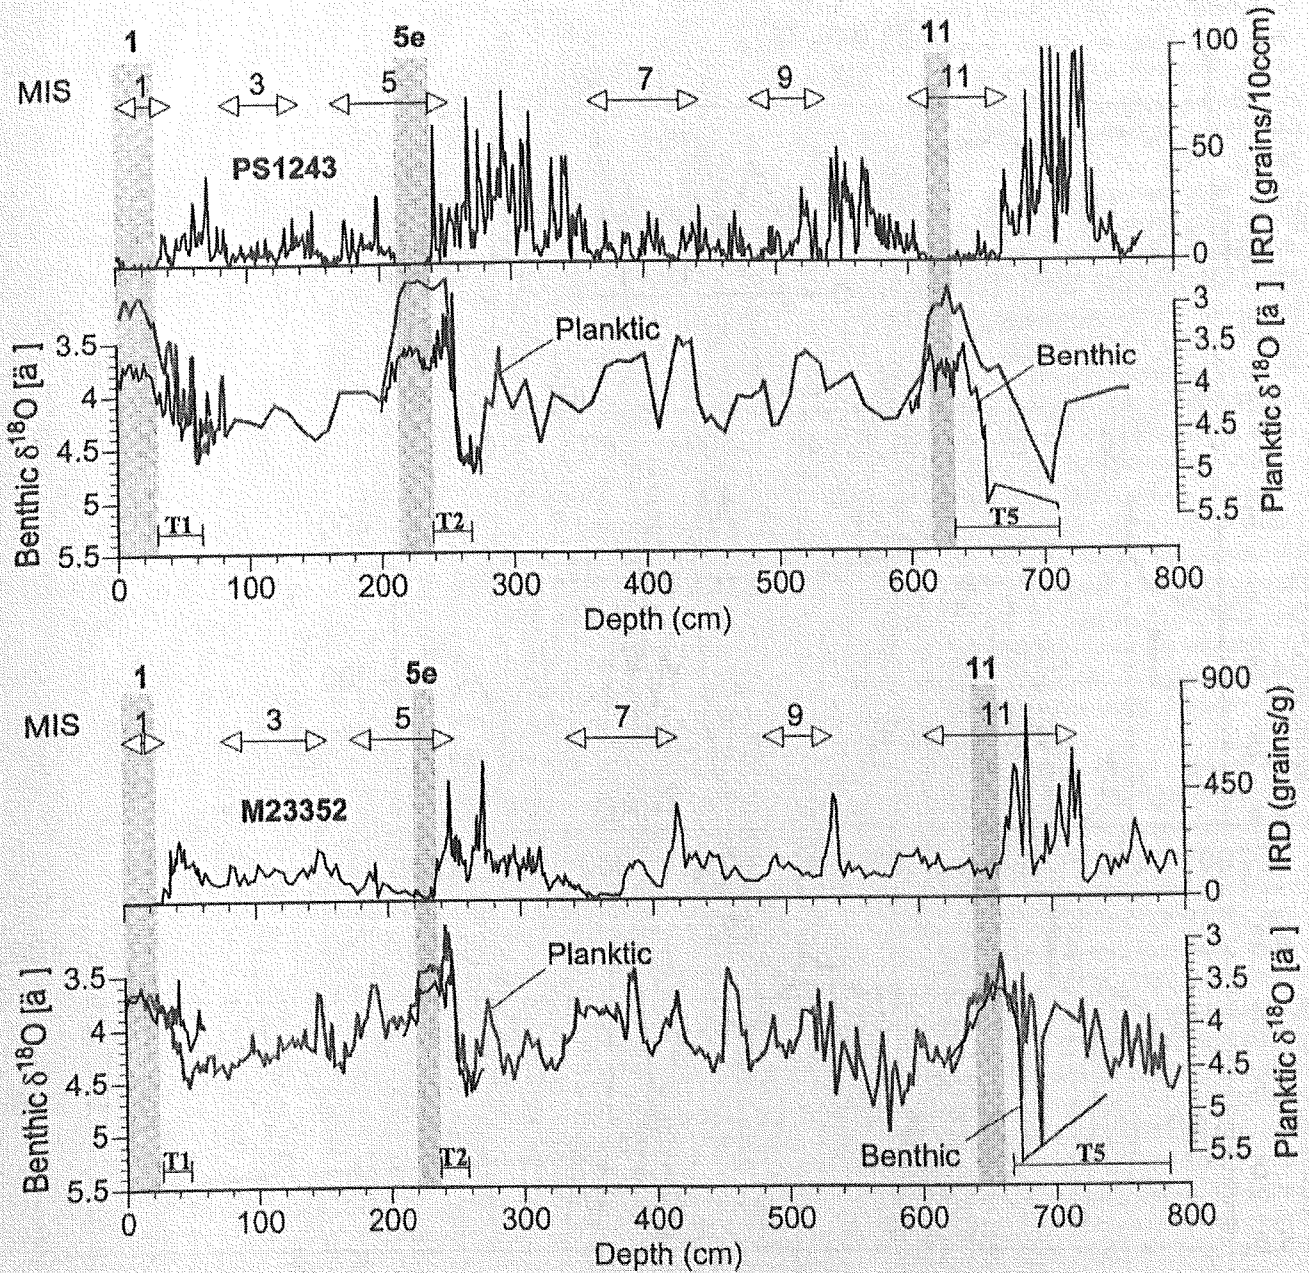 1 5e 11
MIS 1 3 5 7 9 11
PS1243
100
50
0
IRD (grains/10ccm)
Planktic
Benthic
3.5
4
4.5
5
5.5
Benthic δ18O [ä ]
3
3.5
4
4.5
5
5.5
Planktic δ18O [ä ]
T1 T2 T5
0 100 200 300 400 500 600 700 800
Depth (cm)
1 5e 11
MIS 1 3 5 7 9 11
M23352
900
450
0
IRD (grains/g)
Planktic
Benthic
3.5
4
4.5
5
5.5
Benthic δ18O [ä ]
3
3.5
4
4.5
5
5.5
Planktic δ18O [ä ]
T1 T2 T5
0 100 200 300 400 500 600 700 800
Depth (cm)